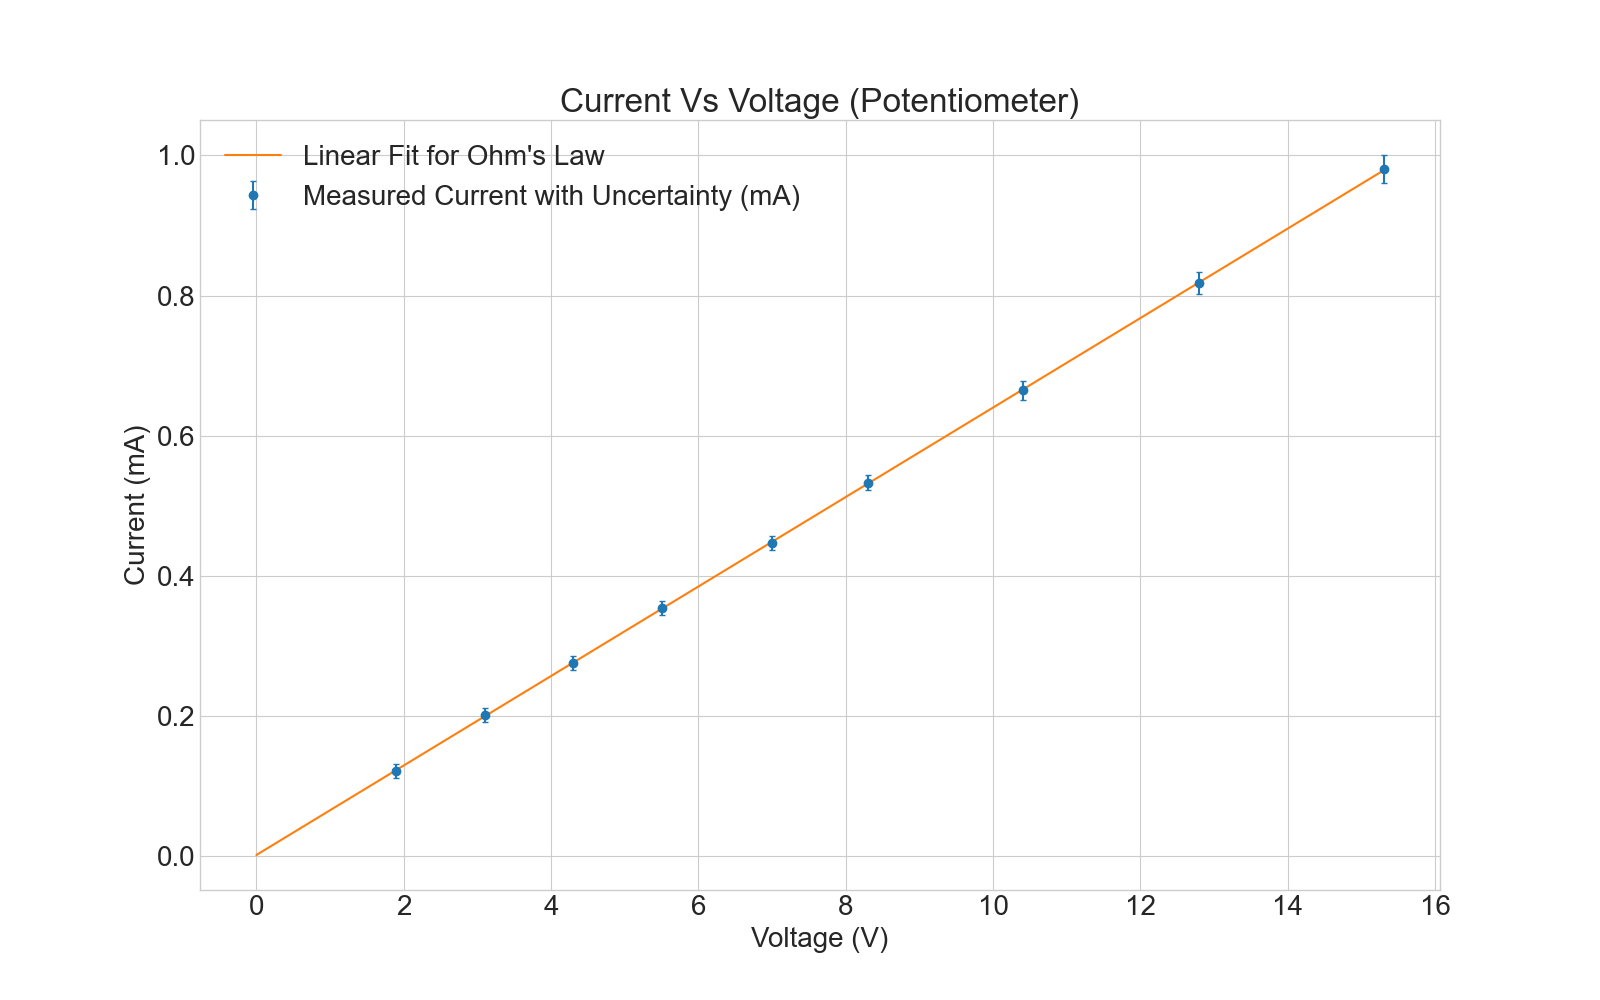 Current Vs Voltage (Potentiometer)
Linear Fit for Ohm's Law
Measured Current with Uncertainty (mA)
1.0
0.8
0.6
0.4
0.2
0.0
Current (mA)
0 2 4 6 8 10 12 14 16
Voltage (V)